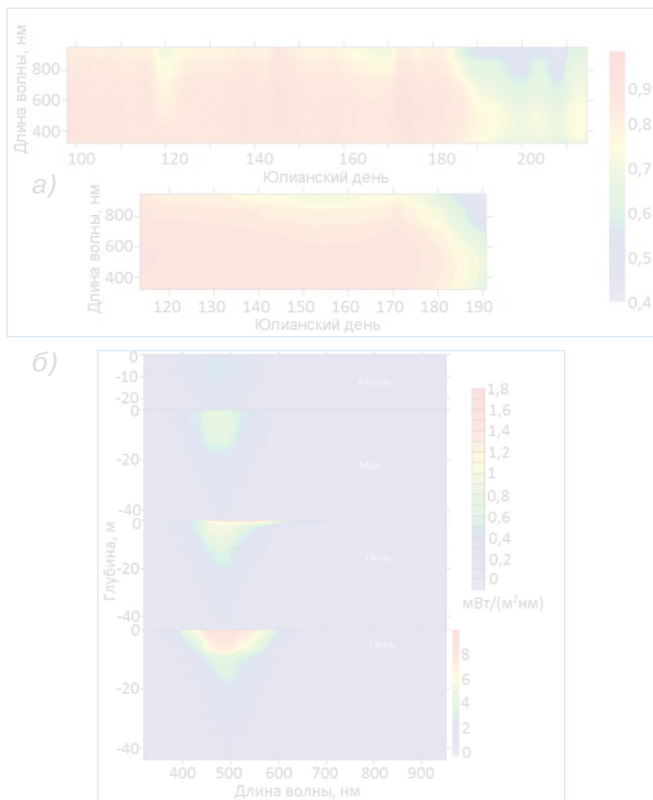 Длина волны, нм
800
600
400
100 120 140 160 180 200
Юлианский день
0,9
0,8
0,7
0,6
0,5
0,4
а)
Длина волны, нм
800
600
400
120 130 140 150 160 170 180 190
Юлианский день
б)
Глубина, м
0
-10
-20
Апрель
0
-20
-40
Май
0
-20
-40
Июнь
0
-20
-40
Июль
400 500 600 700 800 900
Длина волны, нм
1,8
1,6
1,4
1,2
1
0,8
0,6
0,4
0,2
0
мВт/(м²нм)
8
6
4
2
0